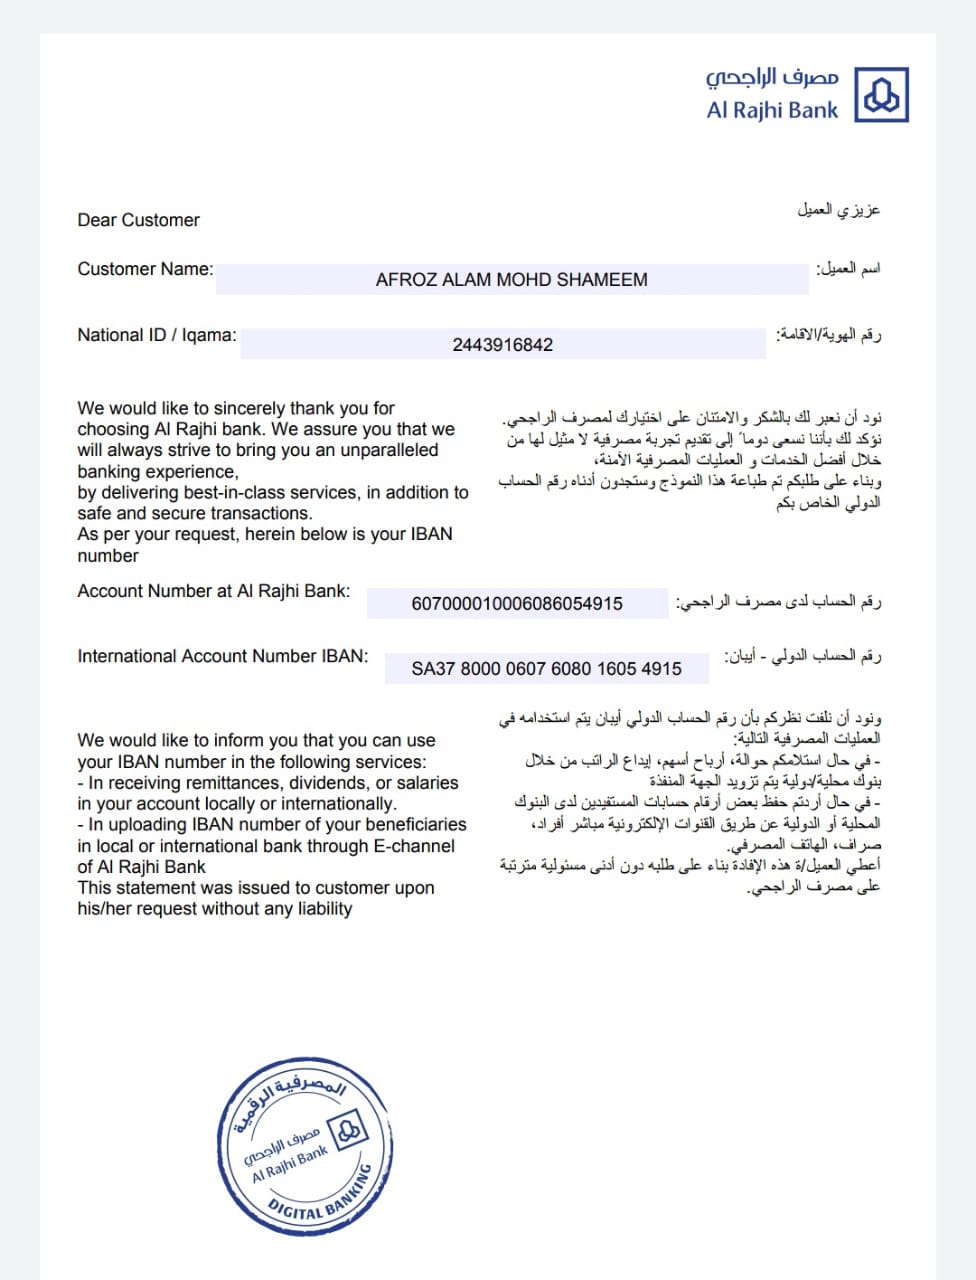 مصرف الراجحي
Al Rajhi Bank
Dear Customer
عزيزي العميل
Customer Name:
AFROZ ALAM MOHD SHAMEEM
اسم العميل:
National ID / Iqama:
2443916842
رقم الهوية/الاقامة:
We would like to sincerely thank you for
choosing Al Rajhi bank. We assure you that we
will always strive to bring you an unparalleled
banking experience,
by delivering best-in-class services, in addition to
safe and secure transactions.
As per your request, herein below is your IBAN
number
نود أن نعبر لك بالشكر والامتنان على اختيارك لمصرف الراجحي.
نؤكد لك بأننا نسعى دوماً إلى تقديم تجربة مصرفية لا مثيل لها من
خلال أفضل الخدمات و العمليات المصرفية الآمنة،
وبناء على طلبكم تم طباعة هذا النموذج وستجدون أدناه رقم الحساب
الدولي الخاص بكم
Account Number at Al Rajhi Bank:
607000010006086054915
رقم الحساب لدى مصرف الراجحي:
International Account Number IBAN:
SA37 8000 0607 6080 1605 4915
رقم الحساب الدولي - أيبان:
We would like to inform you that you can use
your IBAN number in the following services:
- In receiving remittances, dividends, or salaries
in your account locally or internationally.
- In uploading IBAN number of your beneficiaries
in local or international bank through E-channel
of Al Rajhi Bank
This statement was issued to customer upon
his/her request without any liability
ونود أن نلفت نظركم بأن رقم الحساب الدولي أيبان يتم استخدامه في
العمليات المصرفية التالية:
- في حال استلامكم حوالة، أرباح أسهم، إيداع الراتب من خلال
بنوك محلية/دولية يتم تزويد الجهة المنفذة
- في حال أردتم حفظ بعض أرقام حسابات المستفيدين لدى البنوك
المحلية أو الدولية عن طريق القنوات الإلكترونية مباشر أفراد،
صراف، الهاتف المصرفي.
أعطي العميل/ة هذه الإفادة بناء على طلبه دون أدنى مسئولية مترتبة
على مصرف الراجحي.
المصرفية الرقمية
مصرف الراجحي
Al Rajhi Bank
DIGITAL BANKING